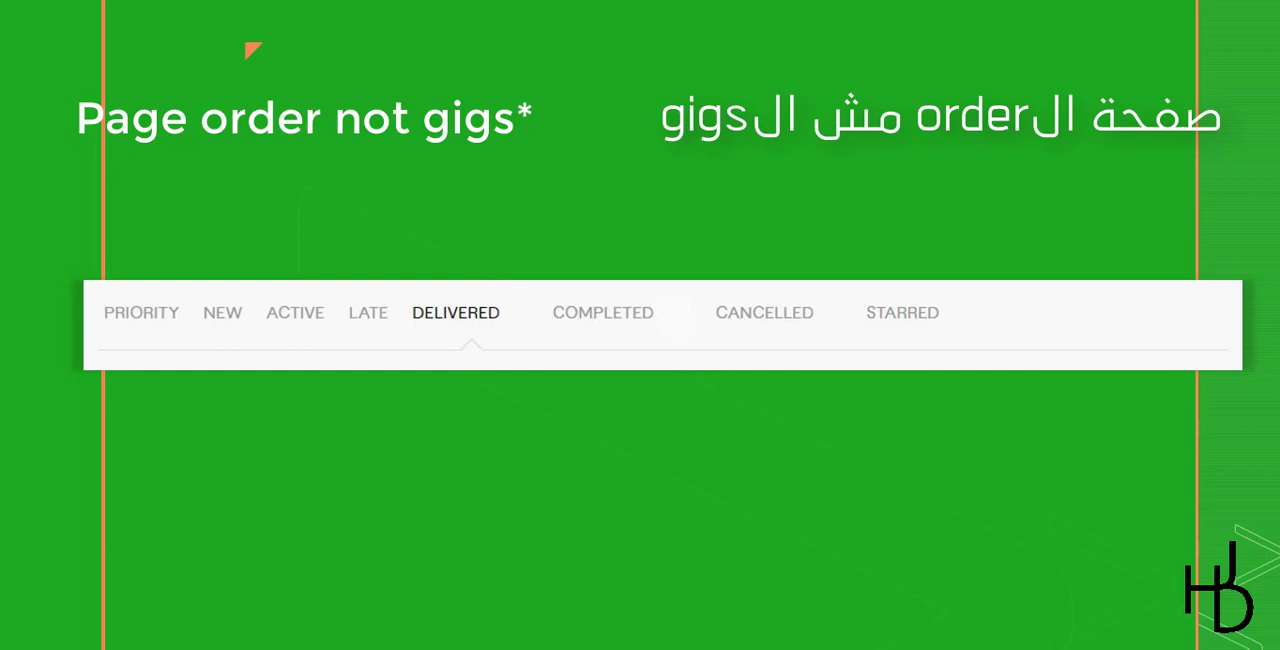 Page order not gigs*
صفحة الorder مش الgigs
PRIORITY NEW ACTIVE LATE DELIVERED COMPLETED CANCELLED STARRED